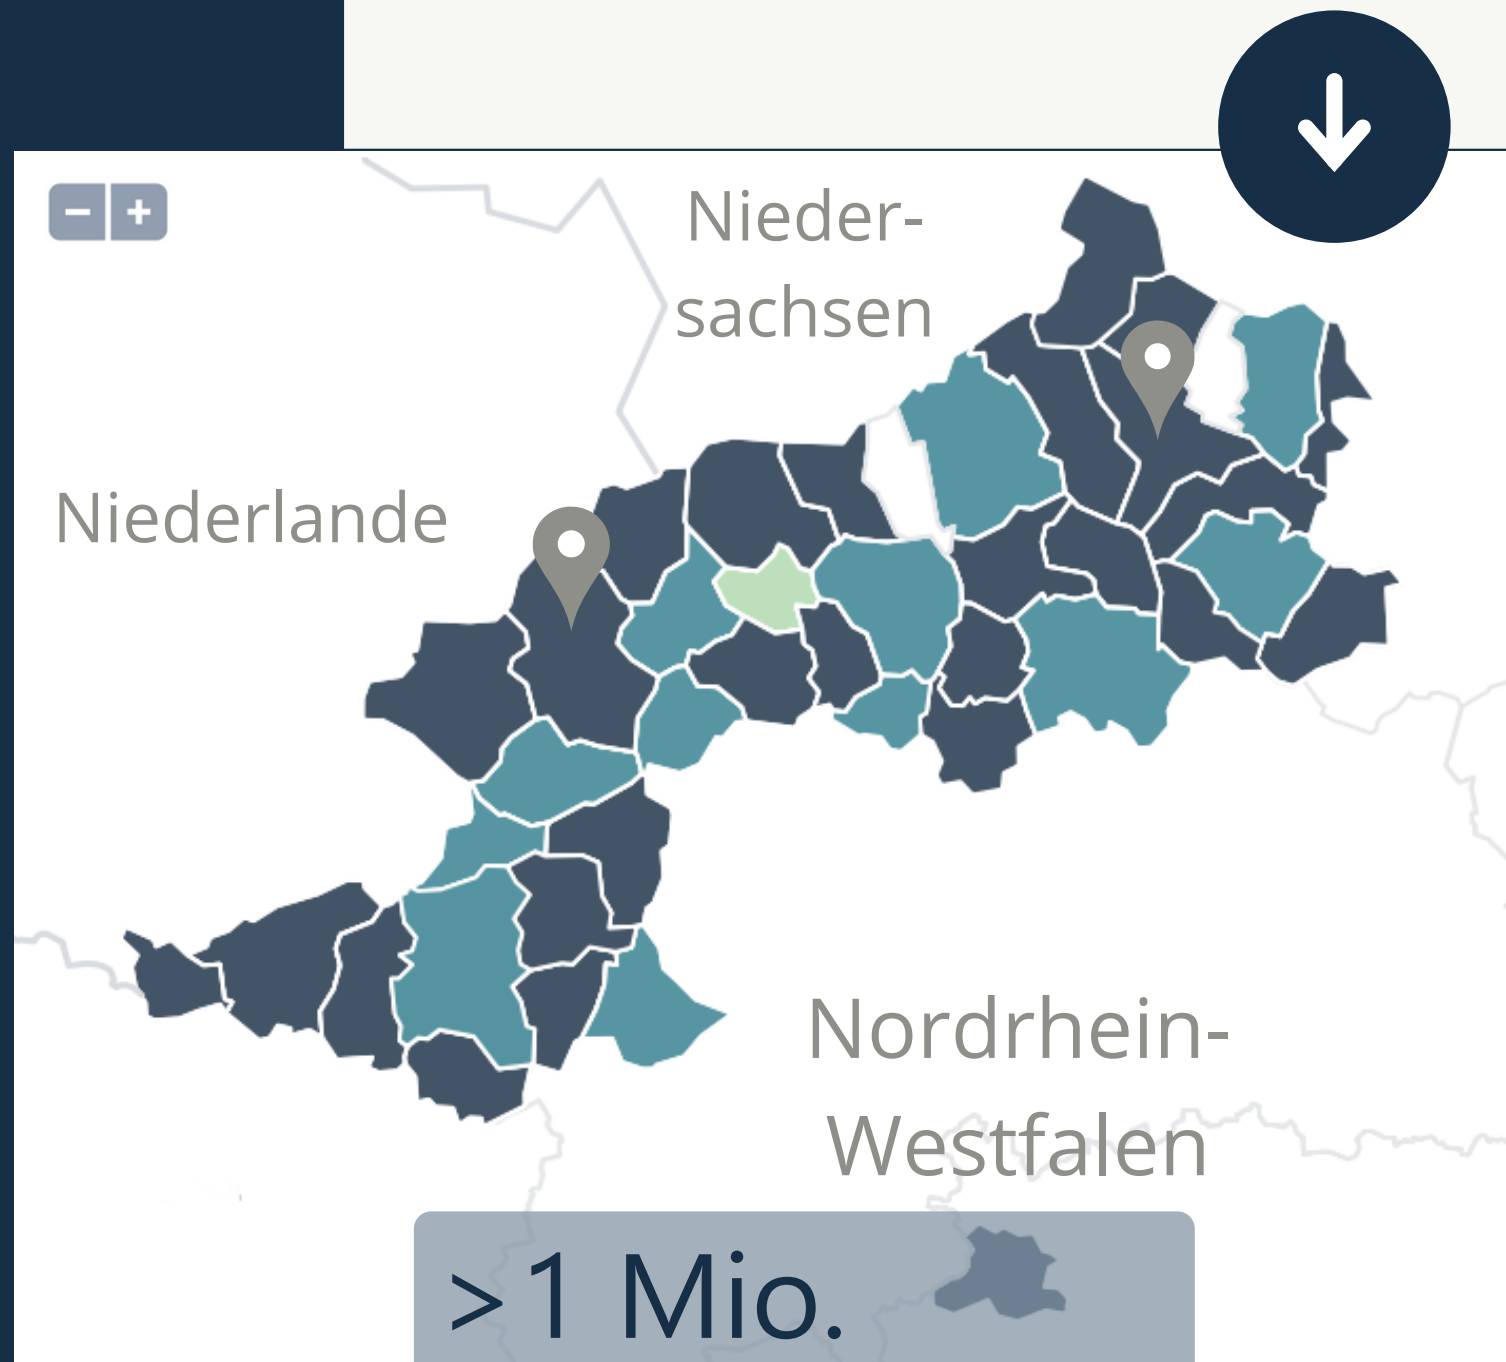 − +
Nieder-
sachsen
Niederlande
Nordrhein-
Westfalen
>1 Mio.